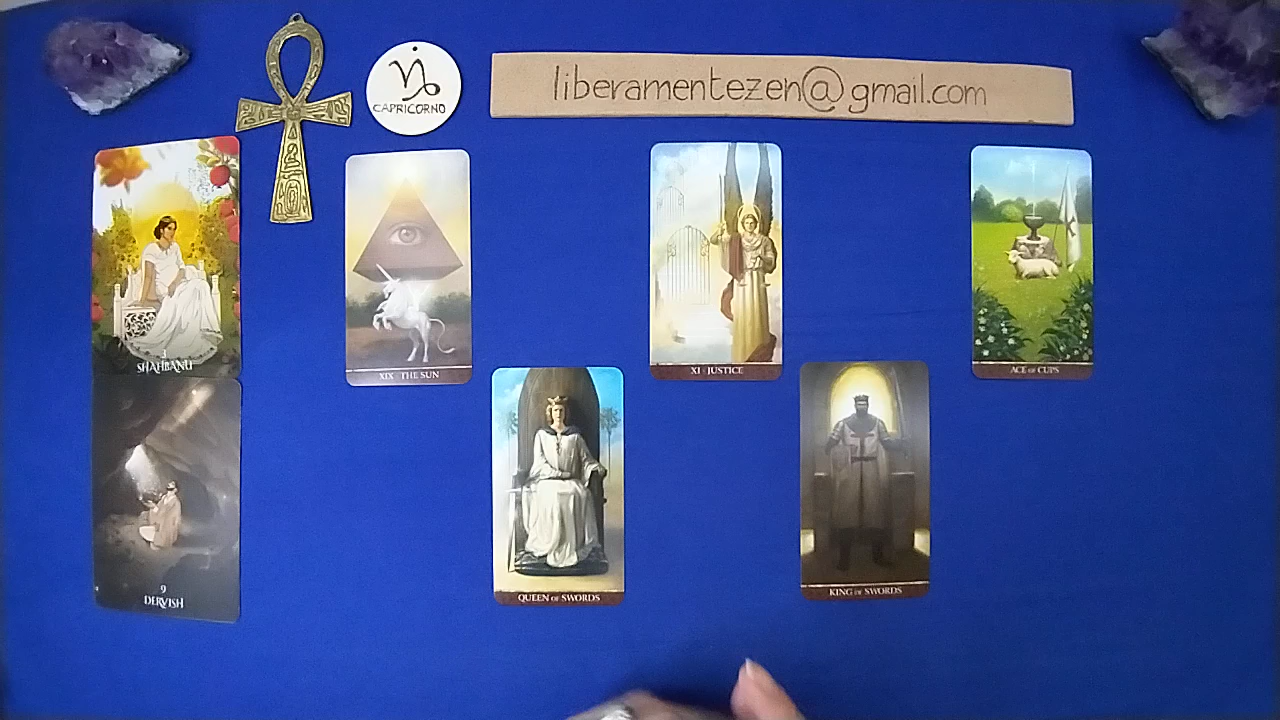 CAPRICORNO
liberamentezen@gmail.com
SHAHBANU
XIX · THE SUN
XI · JUSTICE
ACE OF CUPS
QUEEN OF SWORDS
KING OF SWORDS
9
DERVISH